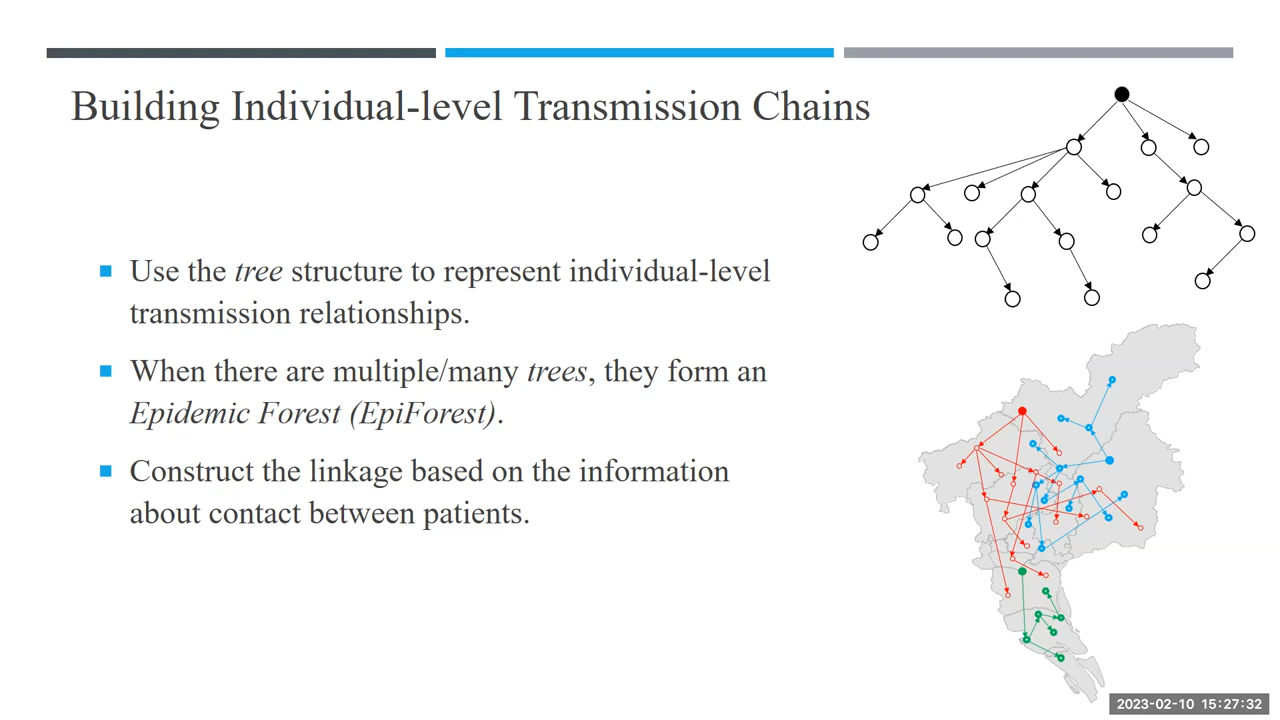 Building Individual-level Transmission Chains
Use the tree structure to represent individual-level
transmission relationships.
When there are multiple/many trees, they form an
Epidemic Forest (EpiForest).
Construct the linkage based on the information
about contact between patients.
2023-02-10 15:27:32